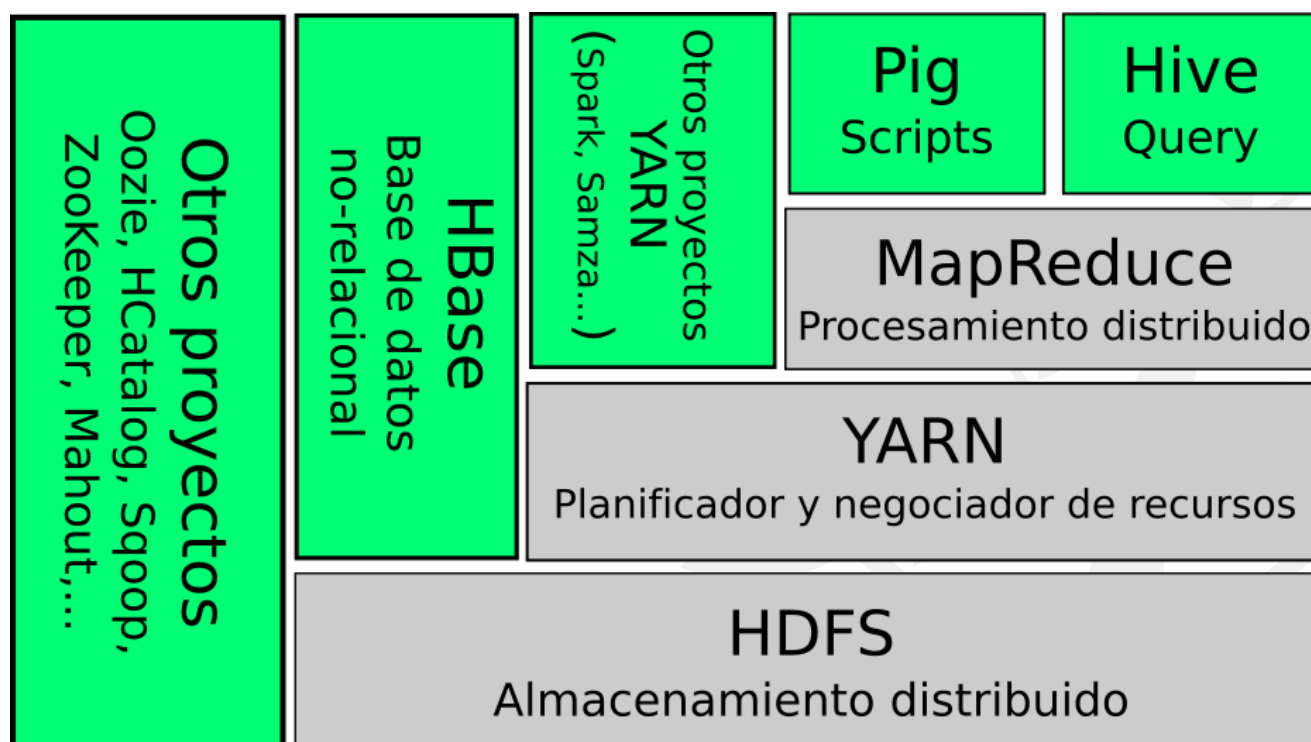 Otros proyectos
Oozie, HCatalog, Sqoop,
ZooKeeper, Mahout,...
HBase
Base de datos
no-relacional
Otros proyectos
YARN
(Spark, Samza...)
Pig
Scripts
Hive
Query
MapReduce
Procesamiento distribuido
YARN
Planificador y negociador de recursos
HDFS
Almacenamiento distribuido